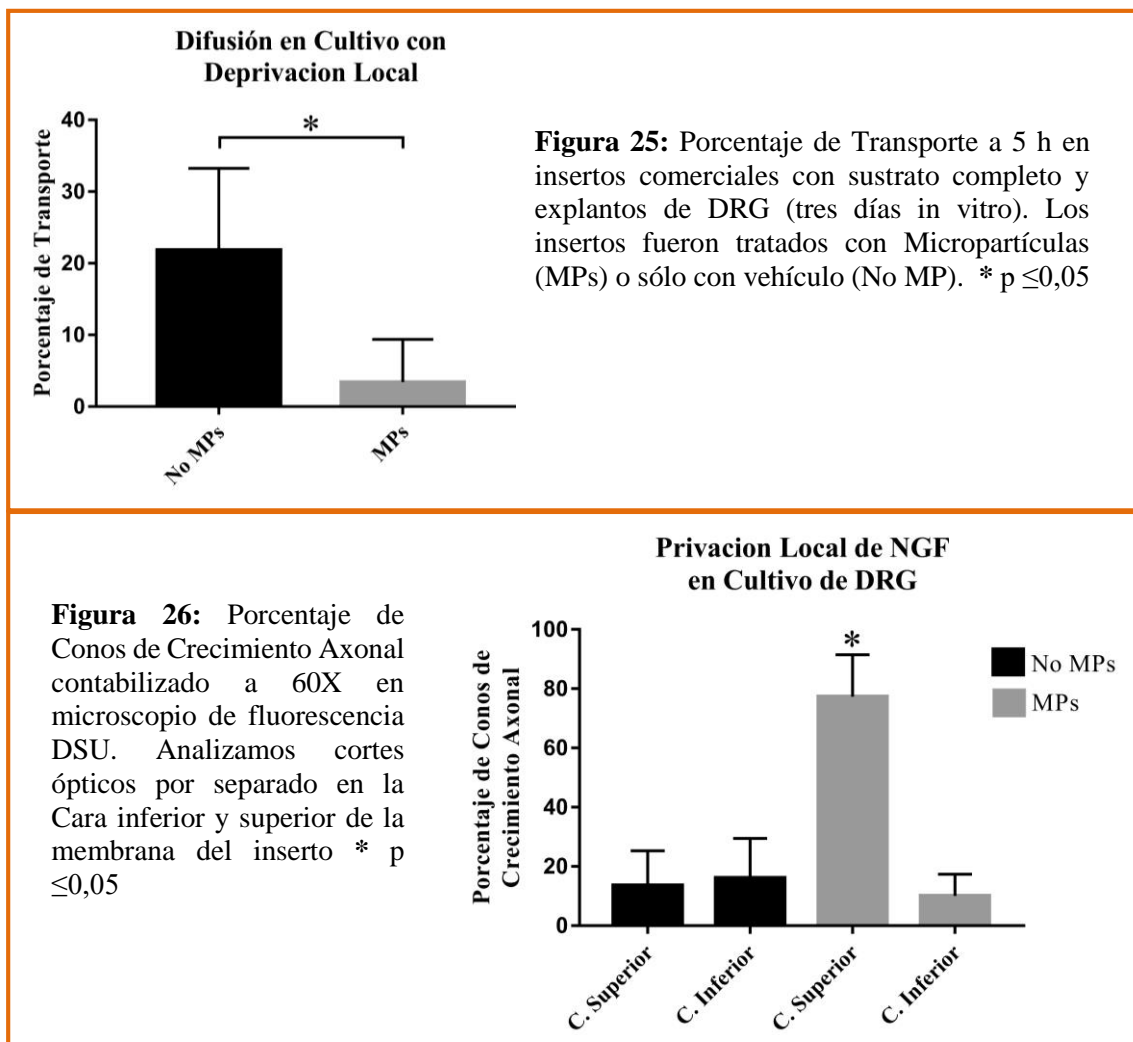 Difusión en Cultivo con
Deprivacion Local
Porcentaje de Transporte
40
30
20
10
0
*
No MPs
MPs
Figura 25: Porcentaje de Transporte a 5 h en
insertos comerciales con sustrato completo y
explantos de DRG (tres días in vitro). Los
insertos fueron tratados con Micropartículas
(MPs) o sólo con vehículo (No MP). * p ≤0,05
Figura 26: Porcentaje de
Conos de Crecimiento Axonal
contabilizado a 60X en
microscopio de fluorescencia
DSU. Analizamos cortes
ópticos por separado en la
Cara inferior y superior de la
membrana del inserto * p
≤0,05
Privacion Local de NGF
en Cultivo de DRG
Porcentaje de Conos de
Crecimiento Axonal
100
80
60
40
20
0
*
C. Superior
C. Inferior
C. Superior
C. Inferior
No MPs
MPs